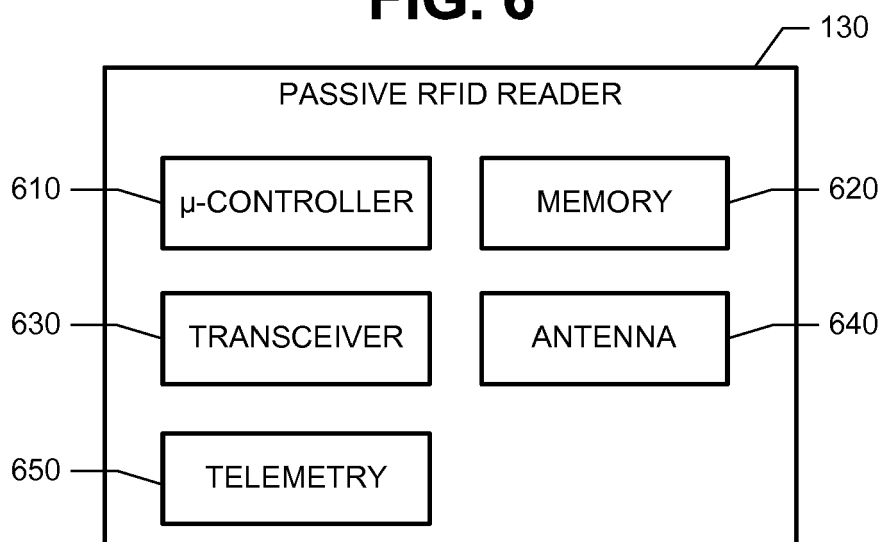 FIG. 6
130
PASSIVE RFID READER
610
µ-CONTROLLER
MEMORY
620
630
TRANSCEIVER
ANTENNA
640
650
TELEMETRY